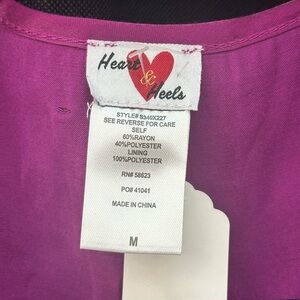 Heart
&
Heels
STYLE# S340X227
SEE REVERSE FOR CARE
SELF
60%RAYON
40%POLYESTER
LINING
100%POLYESTER
RN# 58623
PO# 41041
MADE IN CHINA
M